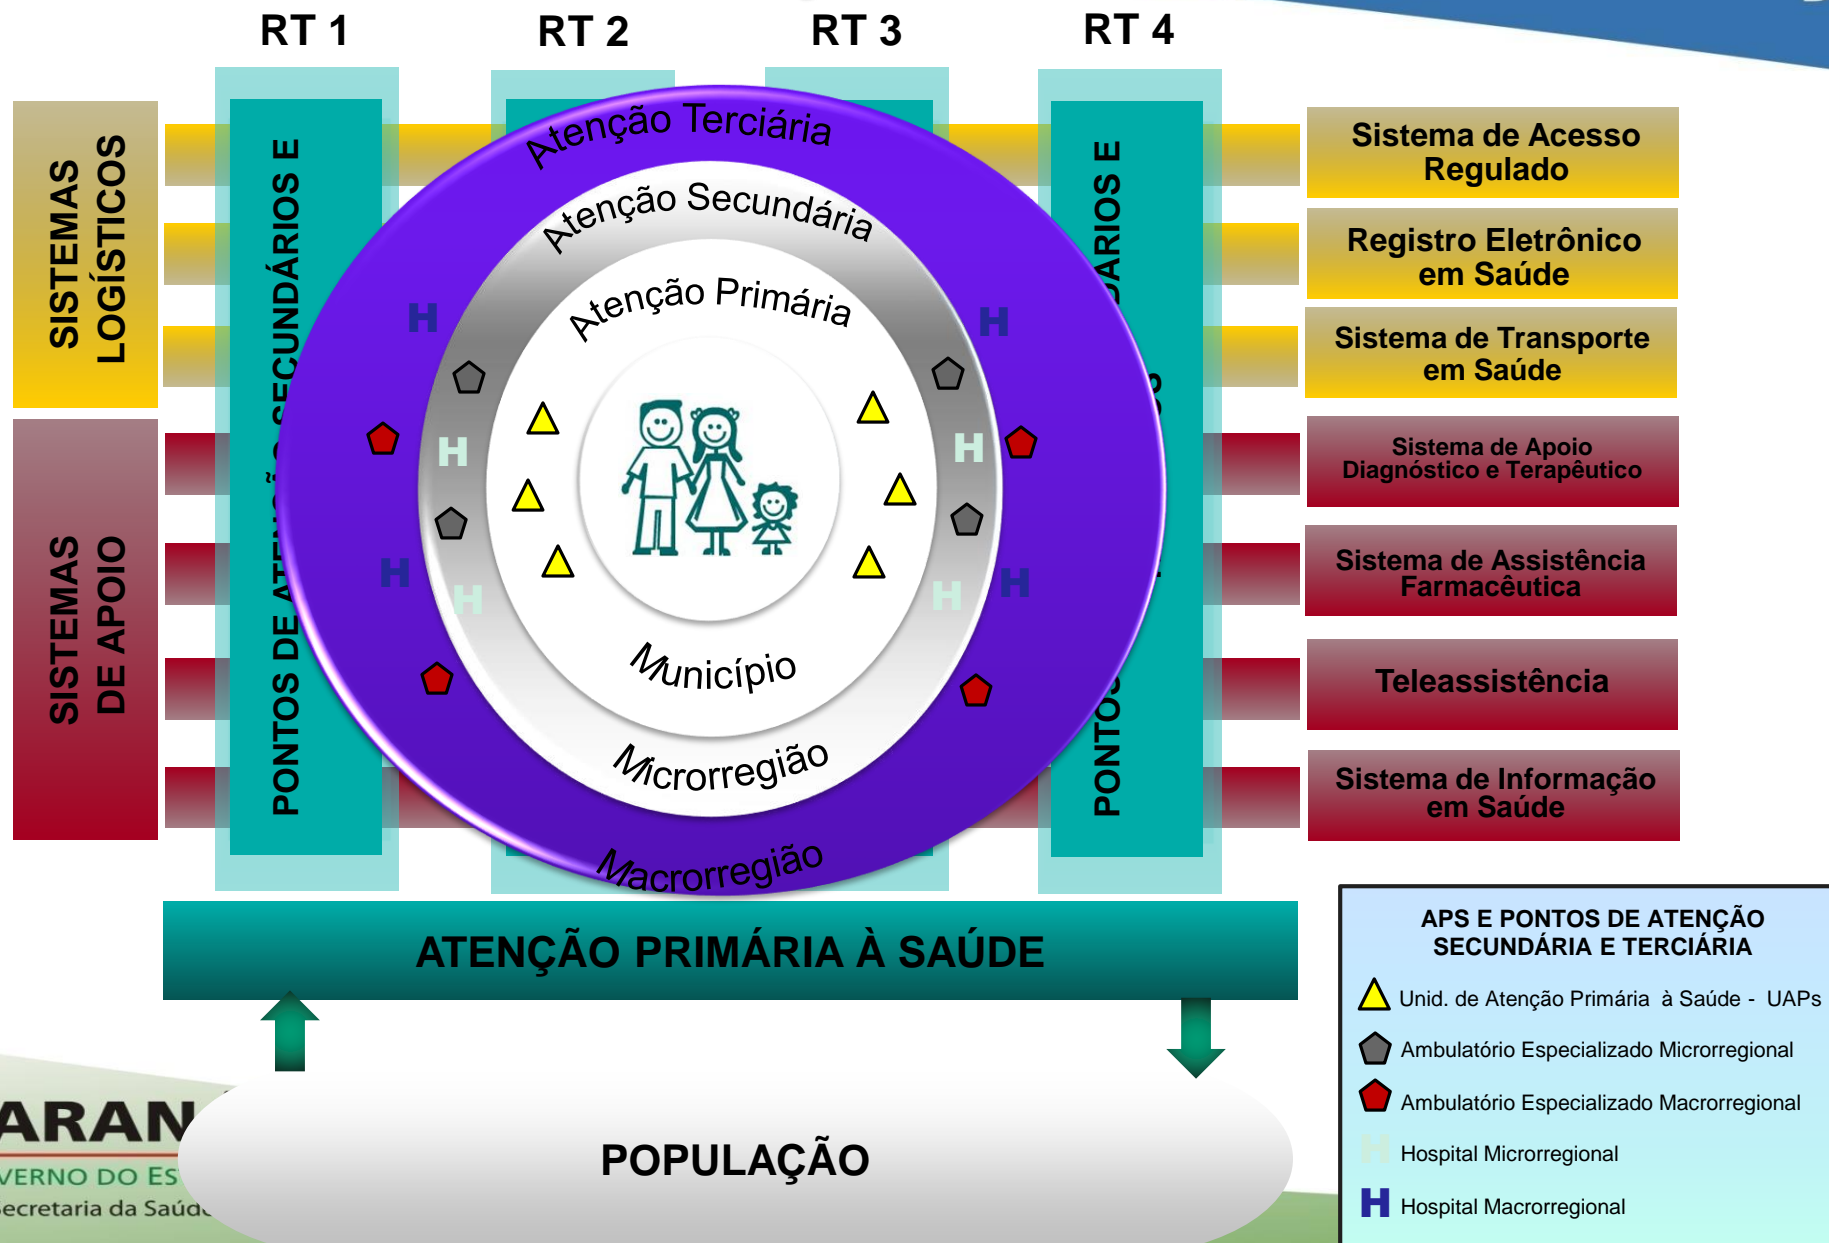 RT 1
RT 2
RT 3
RT 4
SISTEMAS
LOGÍSTICOS
SISTEMAS
DE APOIO
PONTOS DE ATENÇÃO SECUNDÁRIOS E
PONTOS
E
Atenção Terciária
Atenção Secundária
Atenção Primária
Município
Microrregião
Macrorregião
H
H
H
H
H
H
H
H
Sistema de Acesso
Regulado
Registro Eletrônico
em Saúde
Sistema de Transporte
em Saúde
Sistema de Apoio
Diagnóstico e Terapêutico
Sistema de Assistência
Farmacêutica
Teleassistência
Sistema de Informação
em Saúde
ATENÇÃO PRIMÁRIA À SAÚDE
POPULAÇÃO
APS E PONTOS DE ATENÇÃO
SECUNDÁRIA E TERCIÁRIA
Unid. de Atenção Primária à Saúde - UAPs
Ambulatório Especializado Microrregional
Ambulatório Especializado Macrorregional
H Hospital Microrregional
H Hospital Macrorregional
ARAN
VERNO DO ES
Secretaria da Saúde